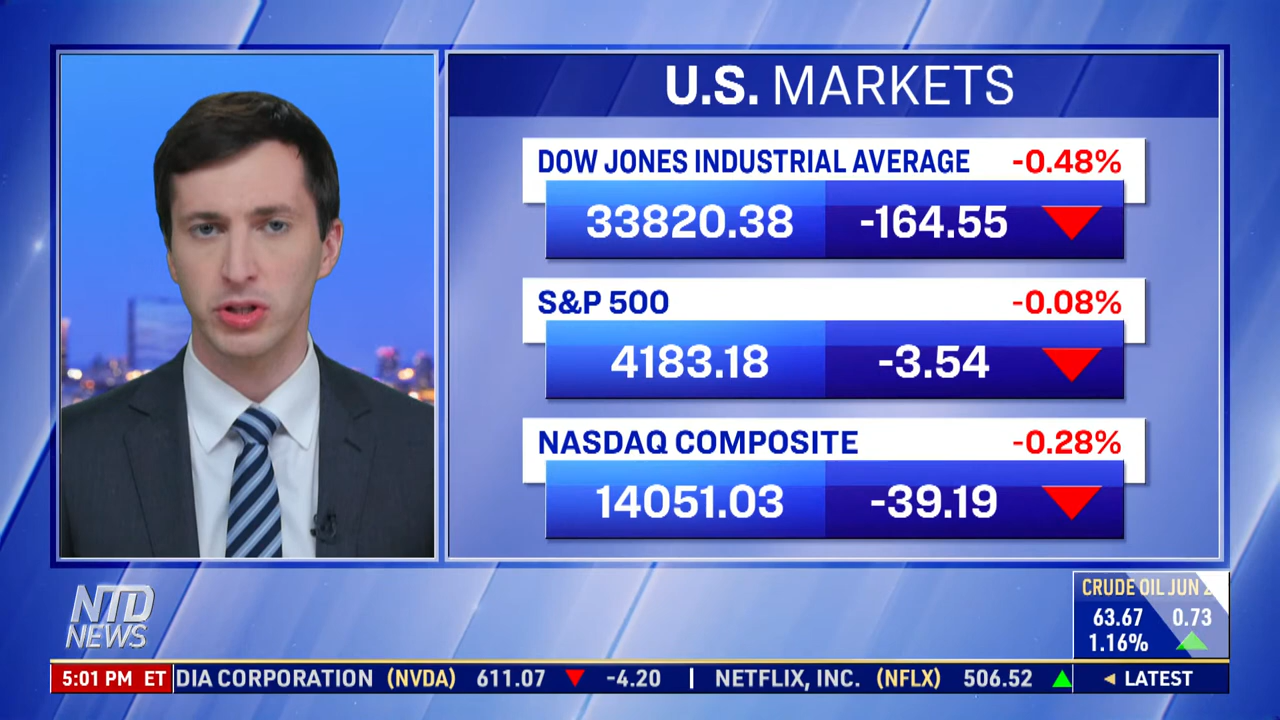 U.S. MARKETS
DOW JONES INDUSTRIAL AVERAGE -0.48%
33820.38 -164.55
S&P 500 -0.08%
4183.18 -3.54
NASDAQ COMPOSITE -0.28%
14051.03 -39.19
NTD
NEWS
CRUDE OIL JUN
63.67 0.73
1.16%
5:01 PM ET DIA CORPORATION (NVDA) 611.07 -4.20 | NETFLIX, INC. (NFLX) 506.52 LATEST